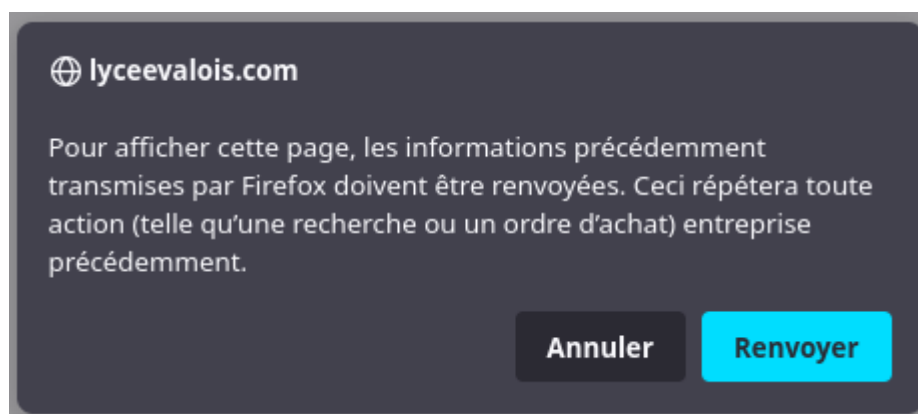 lyceevalois.com
Pour afficher cette page, les informations précédemment
transmises par Firefox doivent être renvoyées. Ceci répétera toute
action (telle qu’une recherche ou un ordre d’achat) entreprise
précédemment.
Annuler Renvoyer